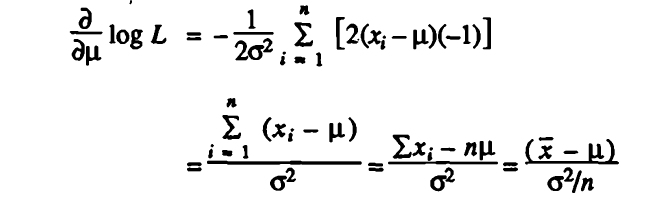 ∂/∂μ log L = − 1/2σ² Σ_{i = 1}^{n} [2(x_i − μ)(−1)]
= Σ_{i = 1}^{n} (x_i − μ) / σ² = Σx_i − nμ / σ² = (x̄ − μ) / σ²/n